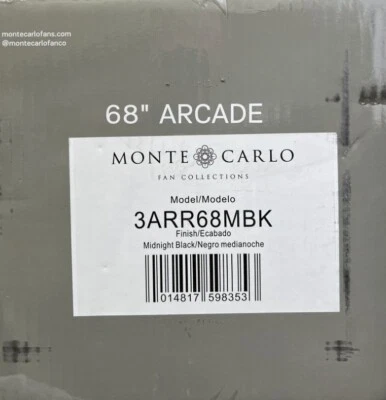 montecarlofans.com
@montecarlofanco
68" ARCADE
MONTE CARLO
FAN COLLECTIONS
Model/Modelo
3ARR68MBK
Finish/Ecabado
Midnight Black/Negro medianoche
014817 598353